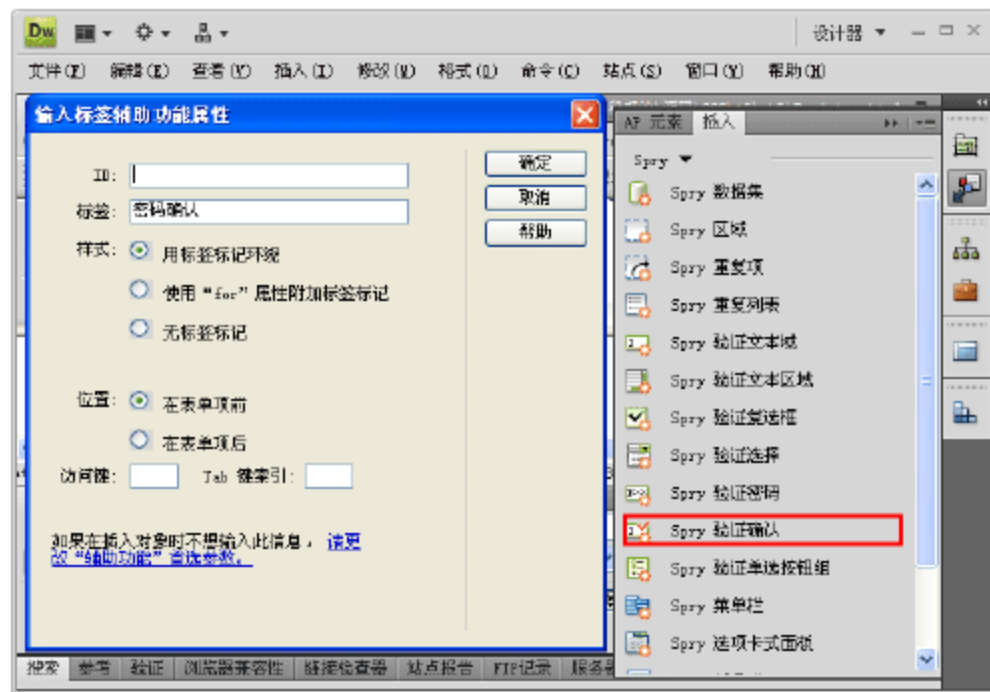 Dw
设计器
文件(F) 编辑(E) 查看(V) 插入(I) 修改(M) 格式(O) 命令(C) 站点(S) 窗口(W) 帮助(H)
输入标签辅助功能属性
ID:
标签: 密码确认
样式: 用标签标记环绕
使用“for”属性附加标签标记
无标签标记
位置: 在表单项前
在表单项后
访问键: Tab 键索引:
如果在插入对象时不想输入此信息, 请更
改“辅助功能”首选参数。
确定
取消
帮助
AP 元素 插入
Spry
Spry 数据集
Spry 区域
Spry 重复项
Spry 重复列表
Spry 验证文本域
Spry 验证文本区域
Spry 验证复选框
Spry 验证选择
Spry 验证密码
Spry 验证确认
Spry 验证单选按钮组
Spry 菜单栏
Spry 选项卡式面板
搜索 参考 验证 浏览器兼容性 链接检查器 站点报告 FTP记录 服务器